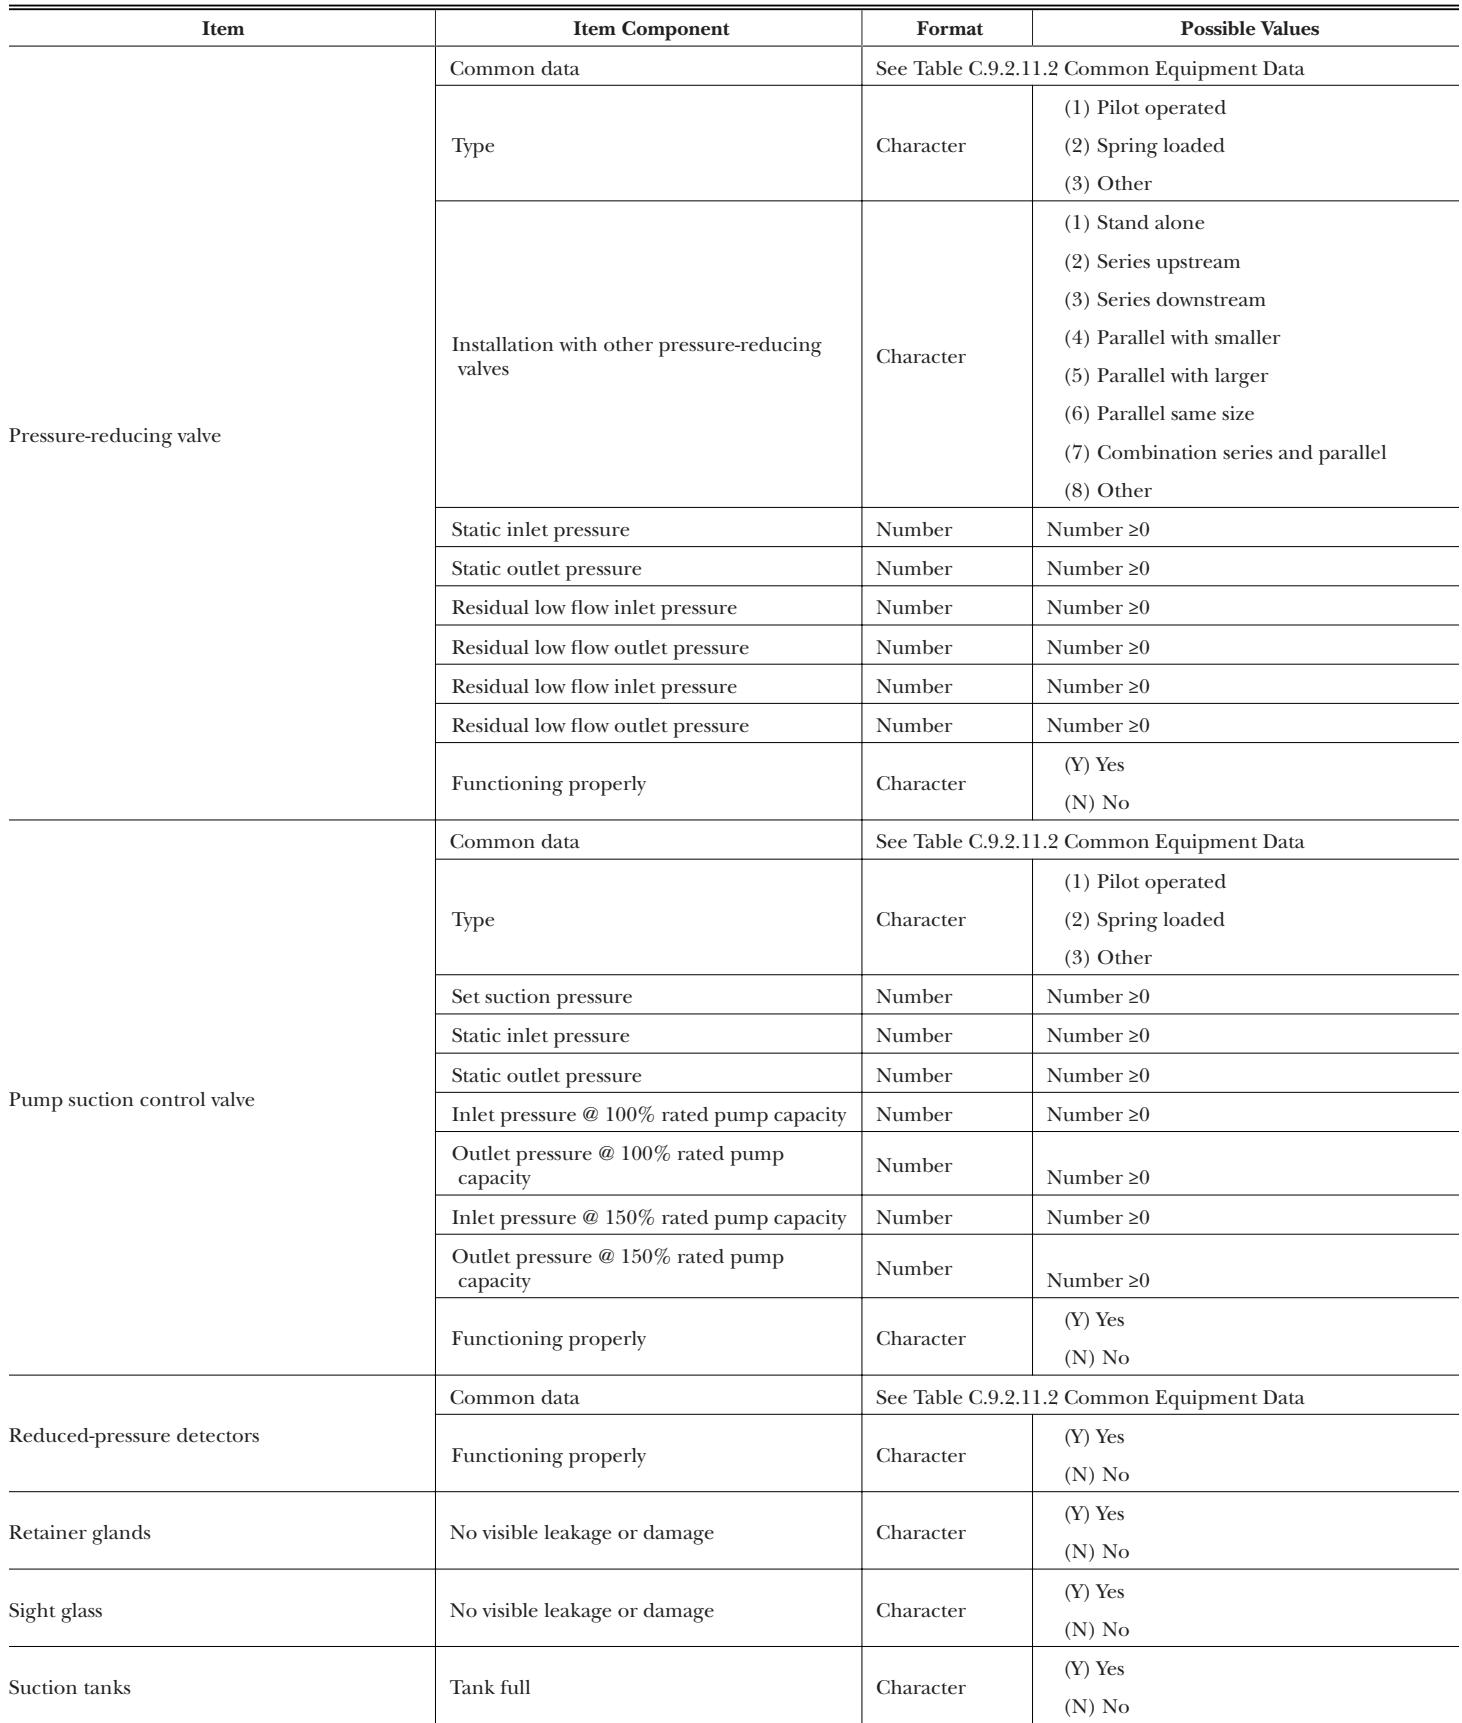 Item Item Component Format Possible Values
Pressure-reducing valve
Common data See Table C.9.2.11.2 Common Equipment Data
Type Character
(1) Pilot operated
(2) Spring loaded
(3) Other
Installation with other pressure-reducing
valves
Character
(1) Stand alone
(2) Series upstream
(3) Series downstream
(4) Parallel with smaller
(5) Parallel with larger
(6) Parallel same size
(7) Combination series and parallel
(8) Other
Static inlet pressure Number Number ≥0
Static outlet pressure Number Number ≥0
Residual low flow inlet pressure Number Number ≥0
Residual low flow outlet pressure Number Number ≥0
Residual low flow inlet pressure Number Number ≥0
Residual low flow outlet pressure Number Number ≥0
Functioning properly Character
(Y) Yes
(N) No
Pump suction control valve
Common data See Table C.9.2.11.2 Common Equipment Data
Type Character
(1) Pilot operated
(2) Spring loaded
(3) Other
Set suction pressure Number Number ≥0
Static inlet pressure Number Number ≥0
Static outlet pressure Number Number ≥0
Inlet pressure @ 100% rated pump capacity Number Number ≥0
Outlet pressure @ 100% rated pump
capacity
Number Number ≥0
Inlet pressure @ 150% rated pump capacity Number Number ≥0
Outlet pressure @ 150% rated pump
capacity
Number Number ≥0
Functioning properly Character
(Y) Yes
(N) No
Reduced-pressure detectors
Common data See Table C.9.2.11.2 Common Equipment Data
Functioning properly Character
(Y) Yes
(N) No
Retainer glands No visible leakage or damage Character
(Y) Yes
(N) No
Sight glass No visible leakage or damage Character
(Y) Yes
(N) No
Suction tanks Tank full Character
(Y) Yes
(N) No